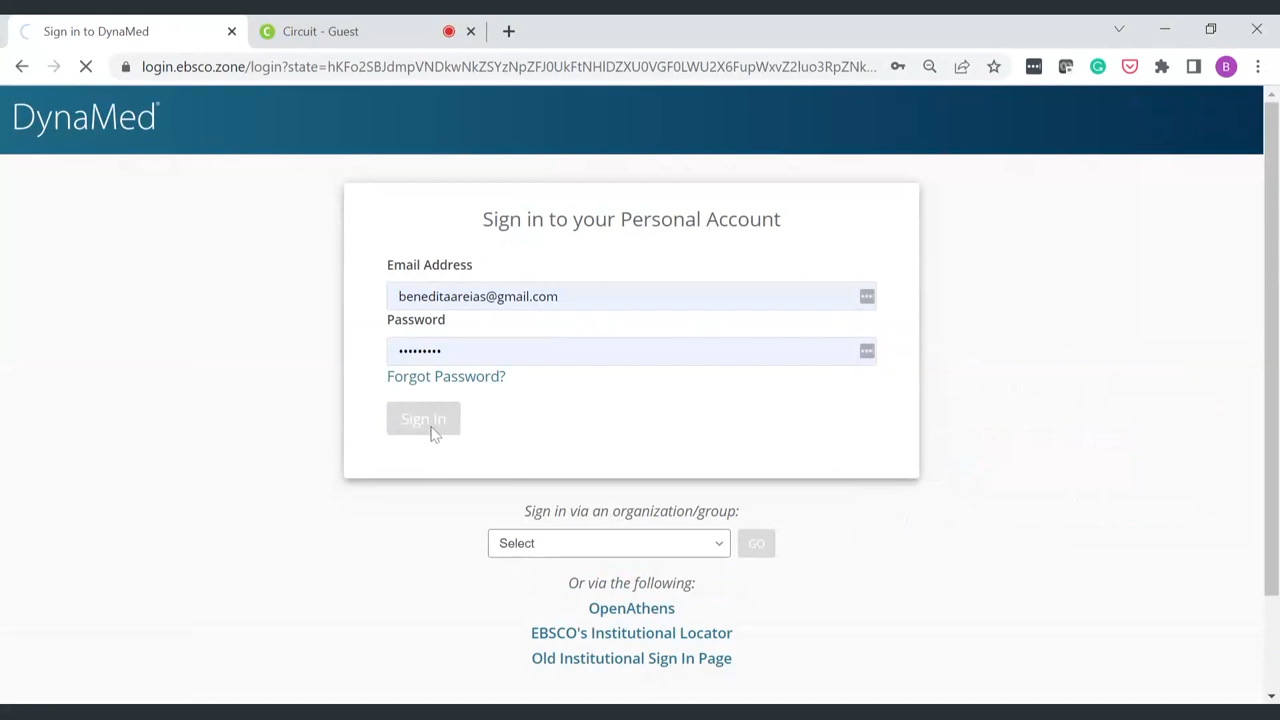 Sign in to DynaMed
Circuit - Guest
login.ebsco.zone/login?state=hKFo2SBJdmpVNDkwNkZSYzNpZFJ0UkFtNHlDZXU0VGF0LWU2X6FupWxvZ2luo3RpZNk...
B
DynaMed
Sign in to your Personal Account
Email Address
beneditaareias@gmail.com
Password
•••••••••
Forgot Password?
Sign In
Sign in via an organization/group:
Select
GO
Or via the following:
OpenAthens
EBSCO's Institutional Locator
Old Institutional Sign In Page